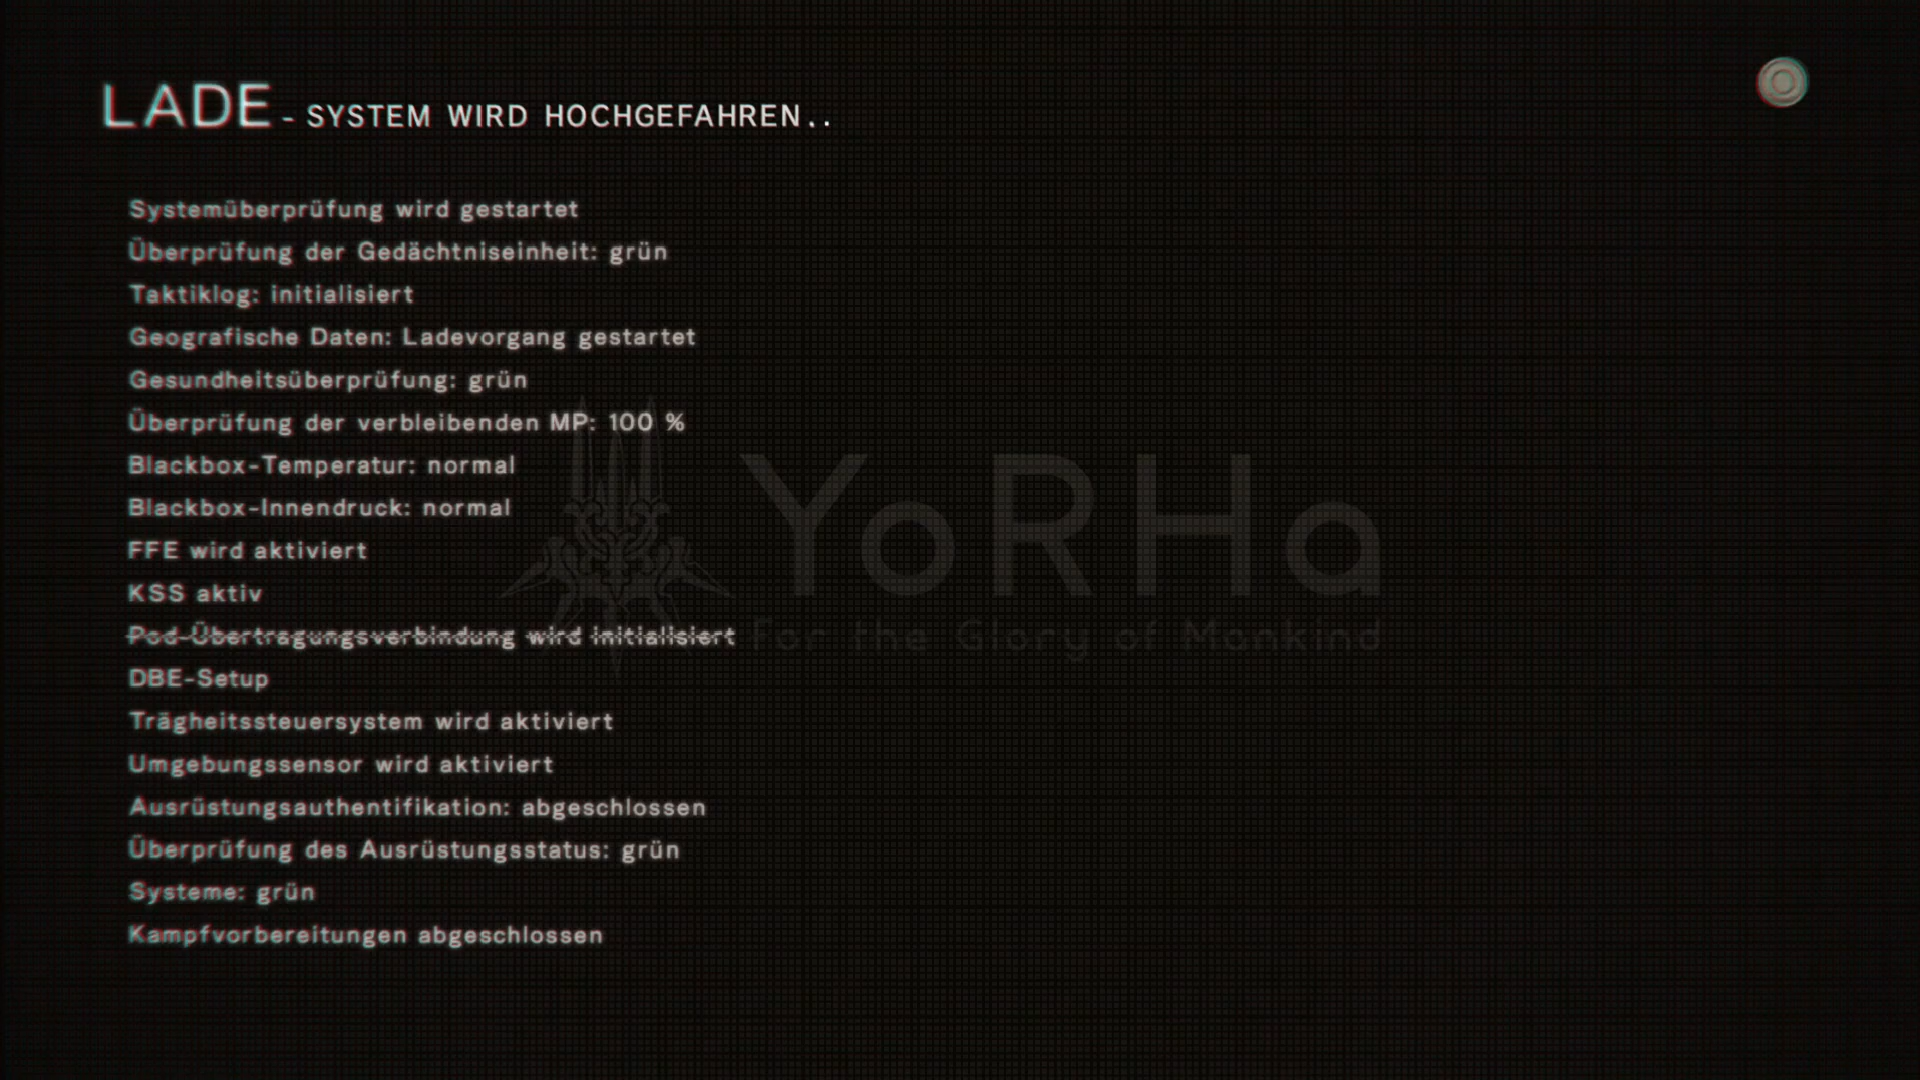 LADE - SYSTEM WIRD HOCHGEFAHREN..
Systemüberprüfung wird gestartet
Überprüfung der Gedächtniseinheit: grün
Taktiklog: initialisiert
Geografische Daten: Ladevorgang gestartet
Gesundheitsüberprüfung: grün
Überprüfung der verbleibenden MP: 100 %
Blackbox-Temperatur: normal
Blackbox-Innendruck: normal
FFE wird aktiviert
KSS aktiv
Pod-Übertragungsverbindung wird initialisiert
DBE-Setup
Trägheitssteuersystem wird aktiviert
Umgebungssensor wird aktiviert
Ausrüstungsauthentifikation: abgeschlossen
Überprüfung des Ausrüstungsstatus: grün
Systeme: grün
Kampfvorbereitungen abgeschlossen
YoRHa
For the Glory of Mankind